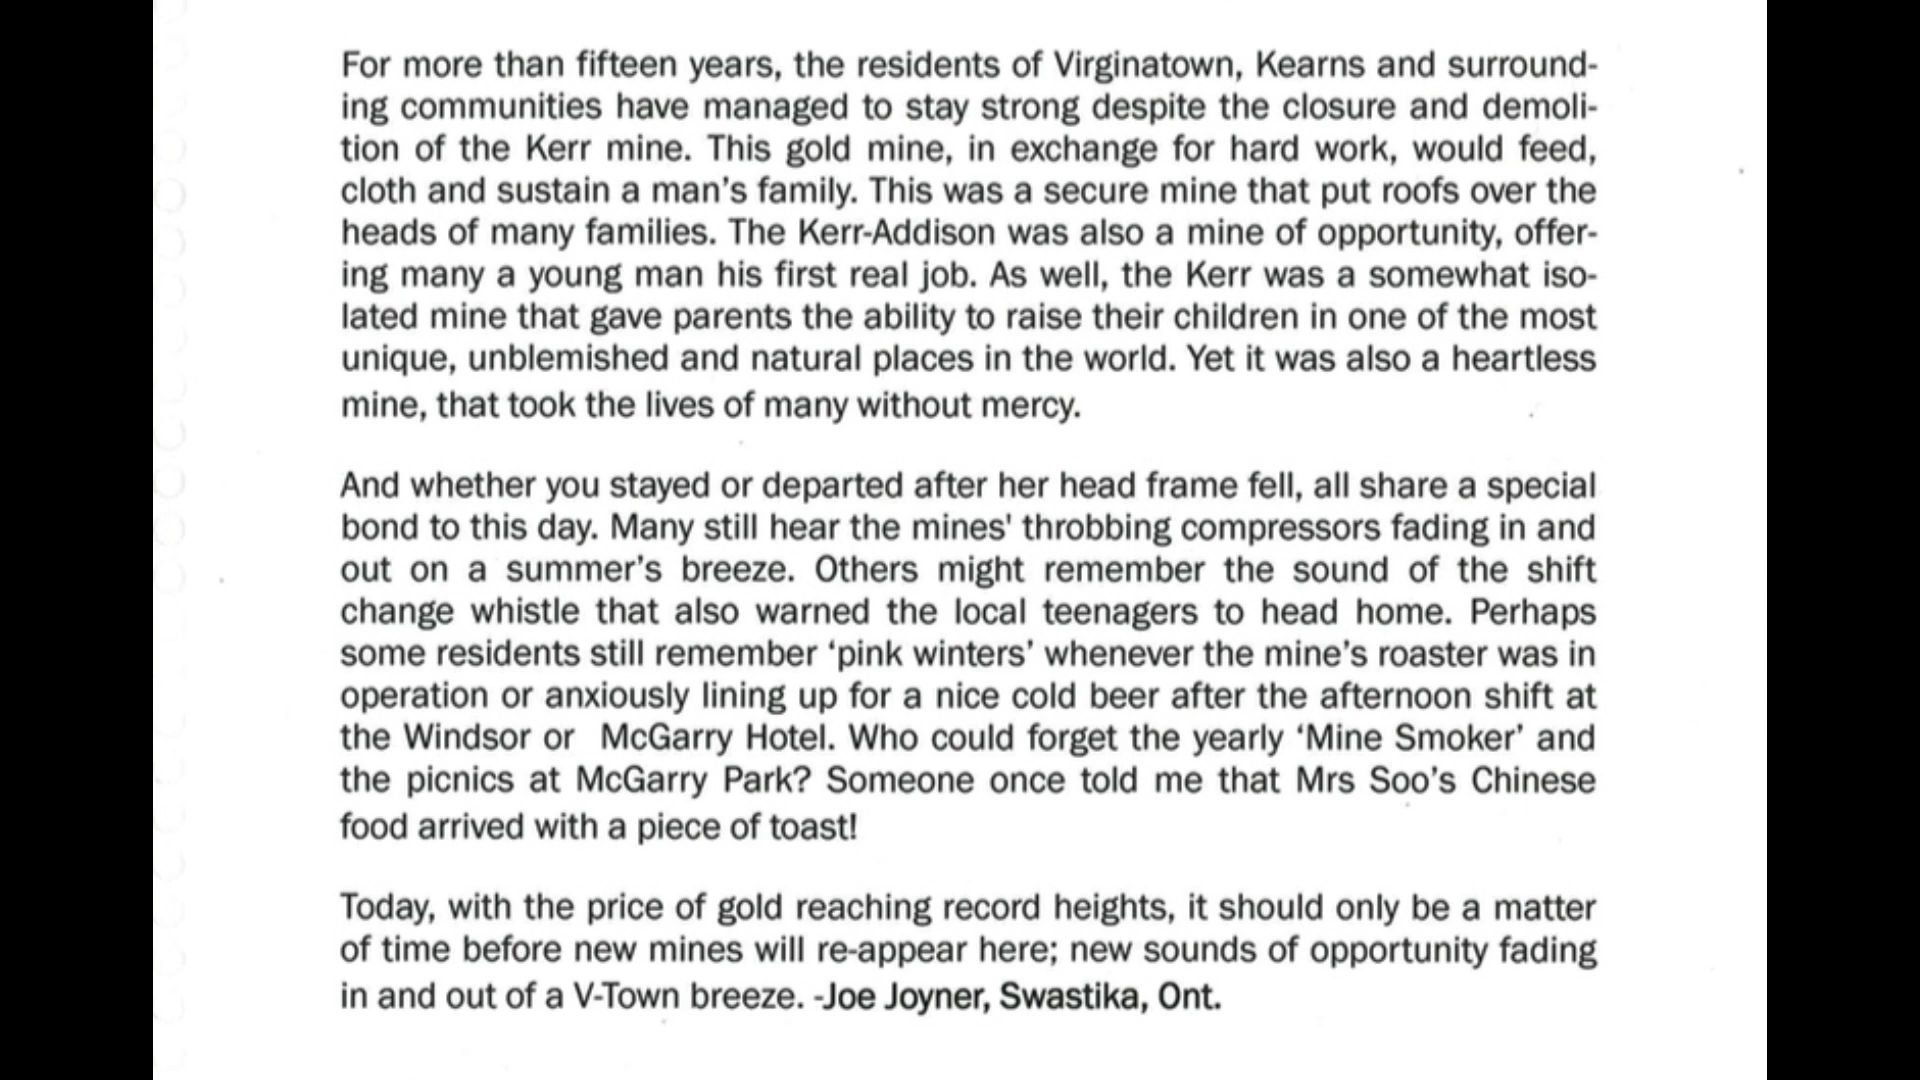 For more than fifteen years, the residents of Virginatown, Kearns and surround-
ing communities have managed to stay strong despite the closure and demoli-
tion of the Kerr mine. This gold mine, in exchange for hard work, would feed,
cloth and sustain a man’s family. This was a secure mine that put roofs over the
heads of many families. The Kerr-Addison was also a mine of opportunity, offer-
ing many a young man his first real job. As well, the Kerr was a somewhat iso-
lated mine that gave parents the ability to raise their children in one of the most
unique, unblemished and natural places in the world. Yet it was also a heartless
mine, that took the lives of many without mercy.
And whether you stayed or departed after her head frame fell, all share a special
bond to this day. Many still hear the mines' throbbing compressors fading in and
out on a summer’s breeze. Others might remember the sound of the shift
change whistle that also warned the local teenagers to head home. Perhaps
some residents still remember ‘pink winters’ whenever the mine’s roaster was in
operation or anxiously lining up for a nice cold beer after the afternoon shift at
the Windsor or  McGarry Hotel. Who could forget the yearly ‘Mine Smoker’ and
the picnics at McGarry Park? Someone once told me that Mrs Soo’s Chinese
food arrived with a piece of toast!
Today, with the price of gold reaching record heights, it should only be a matter
of time before new mines will re-appear here; new sounds of opportunity fading
in and out of a V-Town breeze. -Joe Joyner, Swastika, Ont.